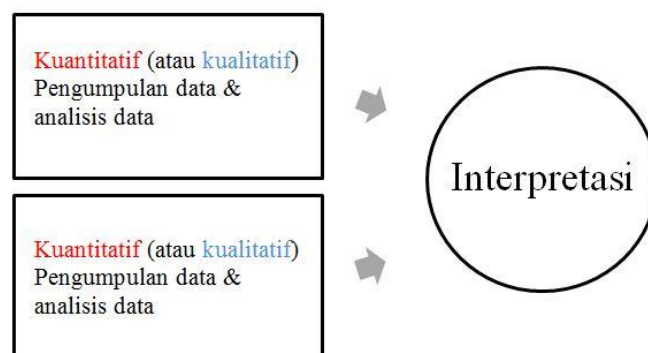 Kuantitatif (atau kualitatif)
Pengumpulan data &
analisis data
Interpretasi
Kuantitatif (atau kualitatif)
Pengumpulan data &
analisis data